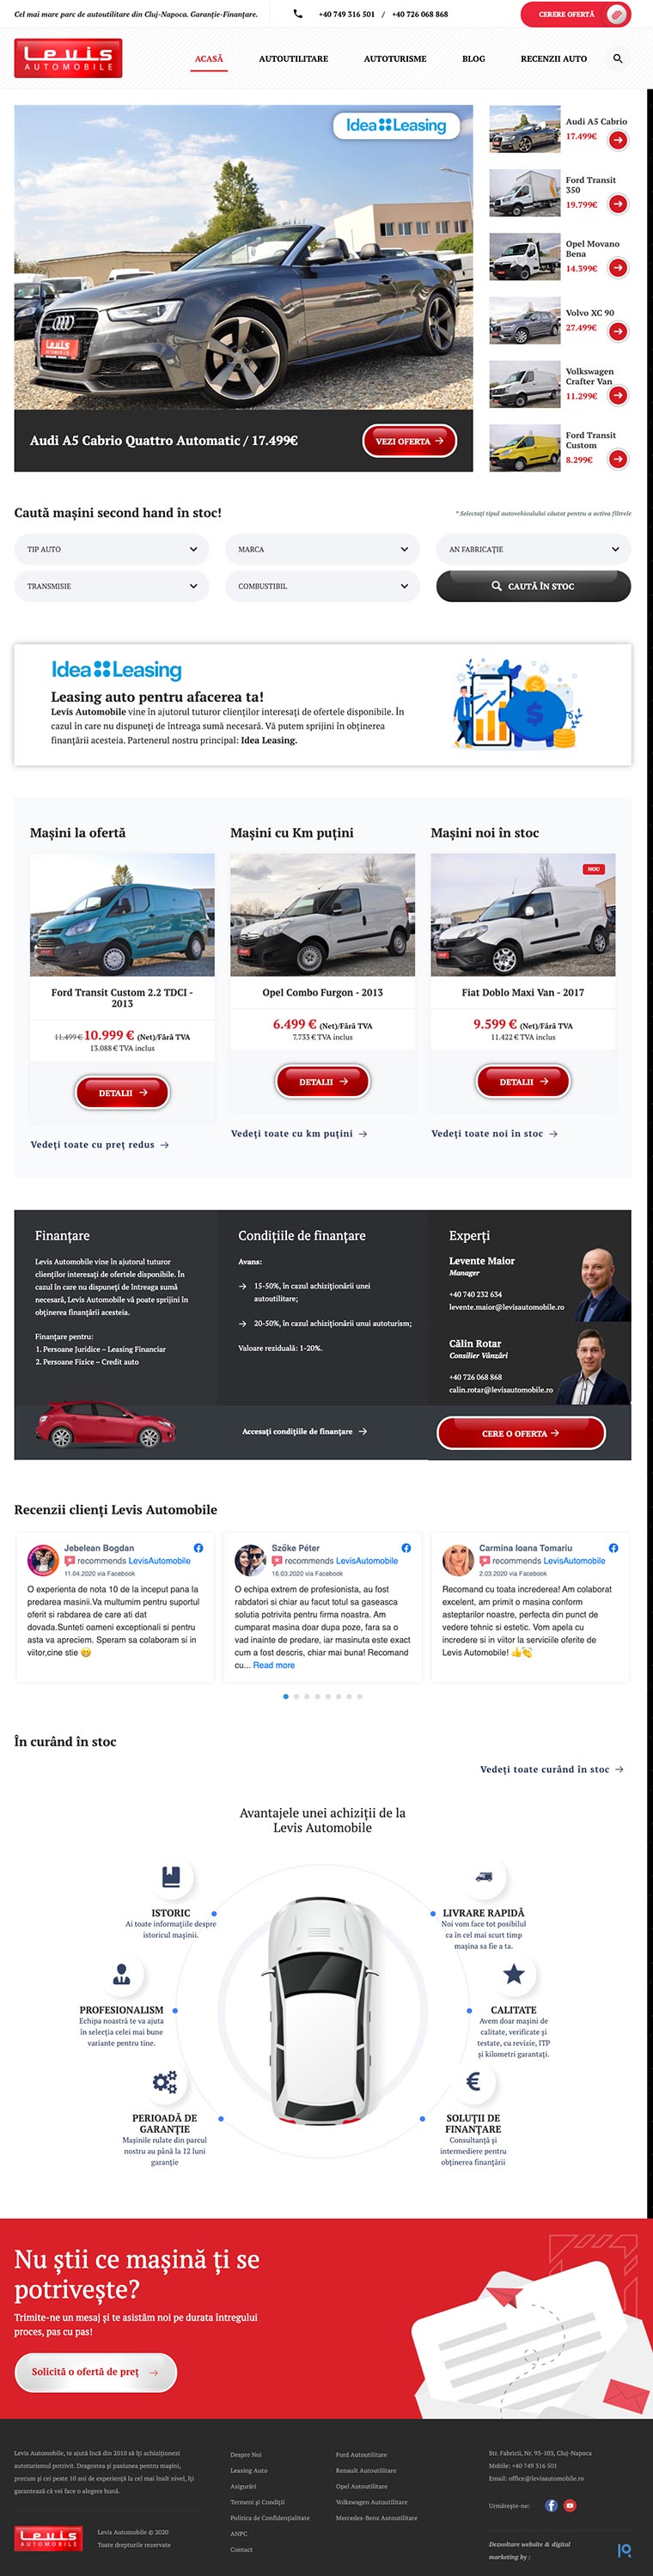 Cel mai mare parc de autoutilitare din Cluj-Napoca. Garanție-Finanțare.
+40 749 316 501 / +40 726 068 868
CERERE OFERTĂ
Levis
AUTOMOBILE
ACASĂ
AUTOUTILITARE
AUTOTURISME
BLOG
RECENZII AUTO
Idea Leasing
Audi A5 Cabrio Quattro Automatic / 17.499€
VEZI OFERTA
Audi A5 Cabrio
17.499€
Ford Transit
350
19.799€
Opel Movano
Bena
14.399€
Volvo XC 90
27.499€
Volkswagen
Crafter Van
11.299€
Ford Transit
Custom
8.299€
Caută mașini second hand în stoc!
* Selectați tipul autovehiculului căutat pentru a activa filtrele
TIP AUTO
MARCA
AN FABRICAȚIE
TRANSMISIE
COMBUSTIBIL
CAUTĂ ÎN STOC
Idea Leasing
Leasing auto pentru afacerea ta!
Levis Automobile vine în ajutorul tuturor clienților interesați de ofertele disponibile. În
cazul în care nu dispuneți de întreaga sumă necesară. Vă putem sprijini în obținerea
finanțării acesteia. Partenerul nostru principal: Idea Leasing.
Mașini la ofertă
Ford Transit Custom 2.2 TDCI -
2013
11.499 € 10.999 € (Net)/Fără TVA
13.088 € TVA inclus
DETALII
Vedeți toate cu preț redus
Mașini cu Km puțini
Opel Combo Furgon - 2013
6.499 € (Net)/Fără TVA
7.733 € TVA inclus
DETALII
Vedeți toate cu km puțini
Mașini noi în stoc
NOU
Fiat Doblo Maxi Van - 2017
9.599 € (Net)/Fără TVA
11.422 € TVA inclus
DETALII
Vedeți toate noi în stoc
Finanțare
Levis Automobile vine în ajutorul tuturor
clienților interesați de ofertele disponibile. În
cazul în care nu dispuneți de întreaga sumă
necesară, Levis Automobile vă poate sprijini în
obținerea finanțării acesteia.
Finanțare pentru:
1. Persoane Juridice – Leasing Financiar
2. Persoane Fizice – Credit auto
Condițiile de finanțare
Avans:
15-50%, în cazul achiziționării unei
autoutilitare;
20-50%, în cazul achiziționării unui autoturism;
Valoare reziduală: 1-20%.
Accesați condițiile de finanțare
Experți
Levente Maior
Manager
+40 740 232 634
levente.maior@levisautomobile.ro
Călin Rotar
Consilier Vânzări
+40 726 068 868
calin.rotar@levisautomobile.ro
CERE O OFERTA
Recenzii clienți Levis Automobile
Jebelean Bogdan
recommends LevisAutomobile
11.04.2020 via Facebook
O experienta de nota 10 de la inceput pana la
predarea masinii.Va multumim pentru suportul
oferit si rabdarea de care ati dat
dovada.Sunteti oameni exceptionali si pentru
asta va apreciem. Speram sa colaboram si in
viitor,cine stie 😄
Szőke Péter
recommends LevisAutomobile
16.03.2020 via Facebook
O echipa extrem de profesionista, au fost
rabdatori si chiar au facut totul sa gaseasca
solutia potrivita pentru firma noastra. Am
cumparat masina doar dupa poze, fara sa o
vad inainte de predare, iar masinuta este exact
cum a fost descris, chiar mai buna! Recomand
cu... Read more
Carmina Ioana Tomariu
recommends LevisAutomobile
2.03.2020 via Facebook
Recomand cu toata increderea! Am colaborat
excelent, am primit o masina conform
asteptarilor noastre, perfecta din punct de
vedere tehnic si estetic. Vom apela cu
incredere si in viitor la serviciile oferite de
Levis Automobile! 👍👏
În curând în stoc
Vedeți toate curând în stoc
Avantajele unei achiziții de la
Levis Automobile
ISTORIC
Ai toate informațiile despre
istoricul mașinii.
LIVRARE RAPIDĂ
Noi vom face tot posibilul
ca în cel mai scurt timp
mașina sa fie a ta.
PROFESIONALISM
Echipa noastră te va ajuta
în selecția celei mai bune
variante pentru tine.
CALITATE
Avem doar mașini de
calitate, verificate și
testate, cu revizie, ITP
și kilometri garantați.
PERIOADĂ DE
GARANȚIE
Mașinile rulate din parcul
nostru au până la 12 luni
garanție
SOLUȚII DE
FINANȚARE
Consultanță și
intermediere pentru
obținerea finanțării
Nu știi ce mașină ți se
potrivește?
Trimite-ne un mesaj și te asistăm noi pe durata întregului
proces, pas cu pas!
Solicită o ofertă de preț
Levis Automobile, te ajută încă din 2010 să îți achiziționezi
autoturismul potrivit. Dragostea și pasiunea pentru mașini,
precum și cei peste 10 ani de experiență la cel mai înalt nivel, îți
garantează că vei face o alegere bună.
Levis
AUTOMOBILE
Levis Automobile © 2020
Toate drepturile rezervate
Despre Noi
Leasing Auto
Asigurări
Termeni și Condiții
Politica de Confidențialitate
ANPC
Contact
Ford Autoutilitare
Renault Autoutilitare
Opel Autoutilitare
Volkswagen Autoutilitare
Mercedes-Benz Autoutilitare
Str. Fabricii, Nr. 93-103, Cluj-Napoca
Mobile: +40 749 316 501
Email: office@levisautomobile.ro
Urmărește-ne:
Dezvoltare website & digital
marketing by :